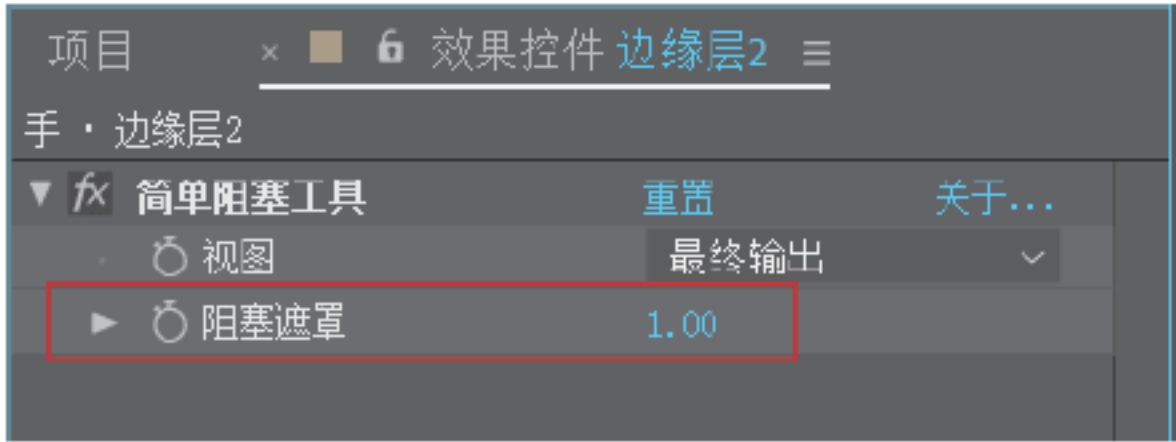 项目 × 效果控件 边缘层2 ≡
手 · 边缘层2
fx 简单阻塞工具 重置 关于...
视图 最终输出
阻塞遮罩 1.00